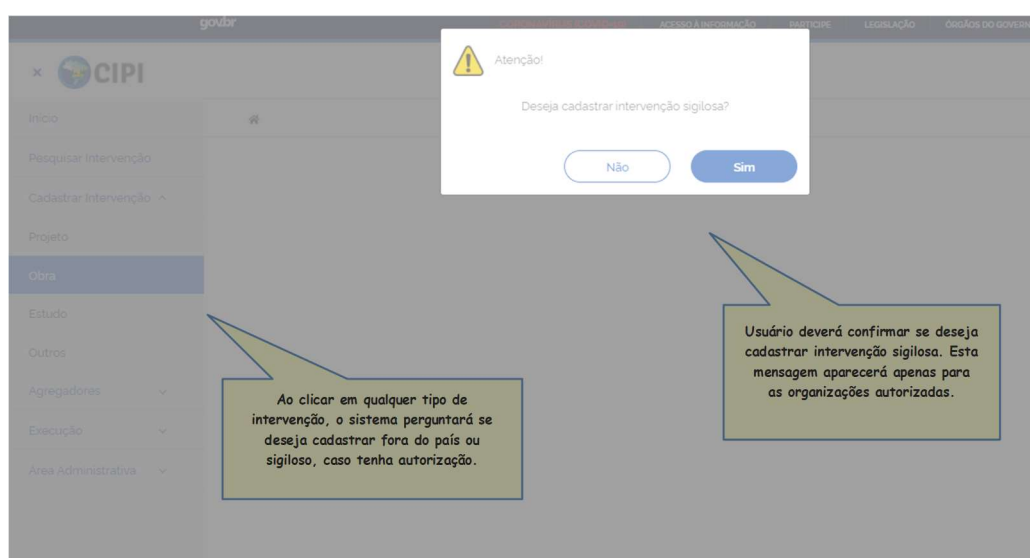 govbr
ACESSO À INFORMAÇÃO
PARTICIPE
LEGISLAÇÃO
ÓRGÃOS DO GOVERN
×
CIPI
Início
Pesquisar Intervenção
Cadastrar Intervenção
Projeto
Obra
Estudo
Outros
Agregadores
Execução
Área Administrativa
Atenção!
Deseja cadastrar intervenção sigilosa?
Não
Sim
Ao clicar em qualquer tipo de
intervenção, o sistema perguntará se
deseja cadastrar fora do país ou
sigiloso, caso tenha autorização.
Usuário deverá confirmar se deseja
cadastrar intervenção sigilosa. Esta
mensagem aparecerá apenas para
as organizações autorizadas.